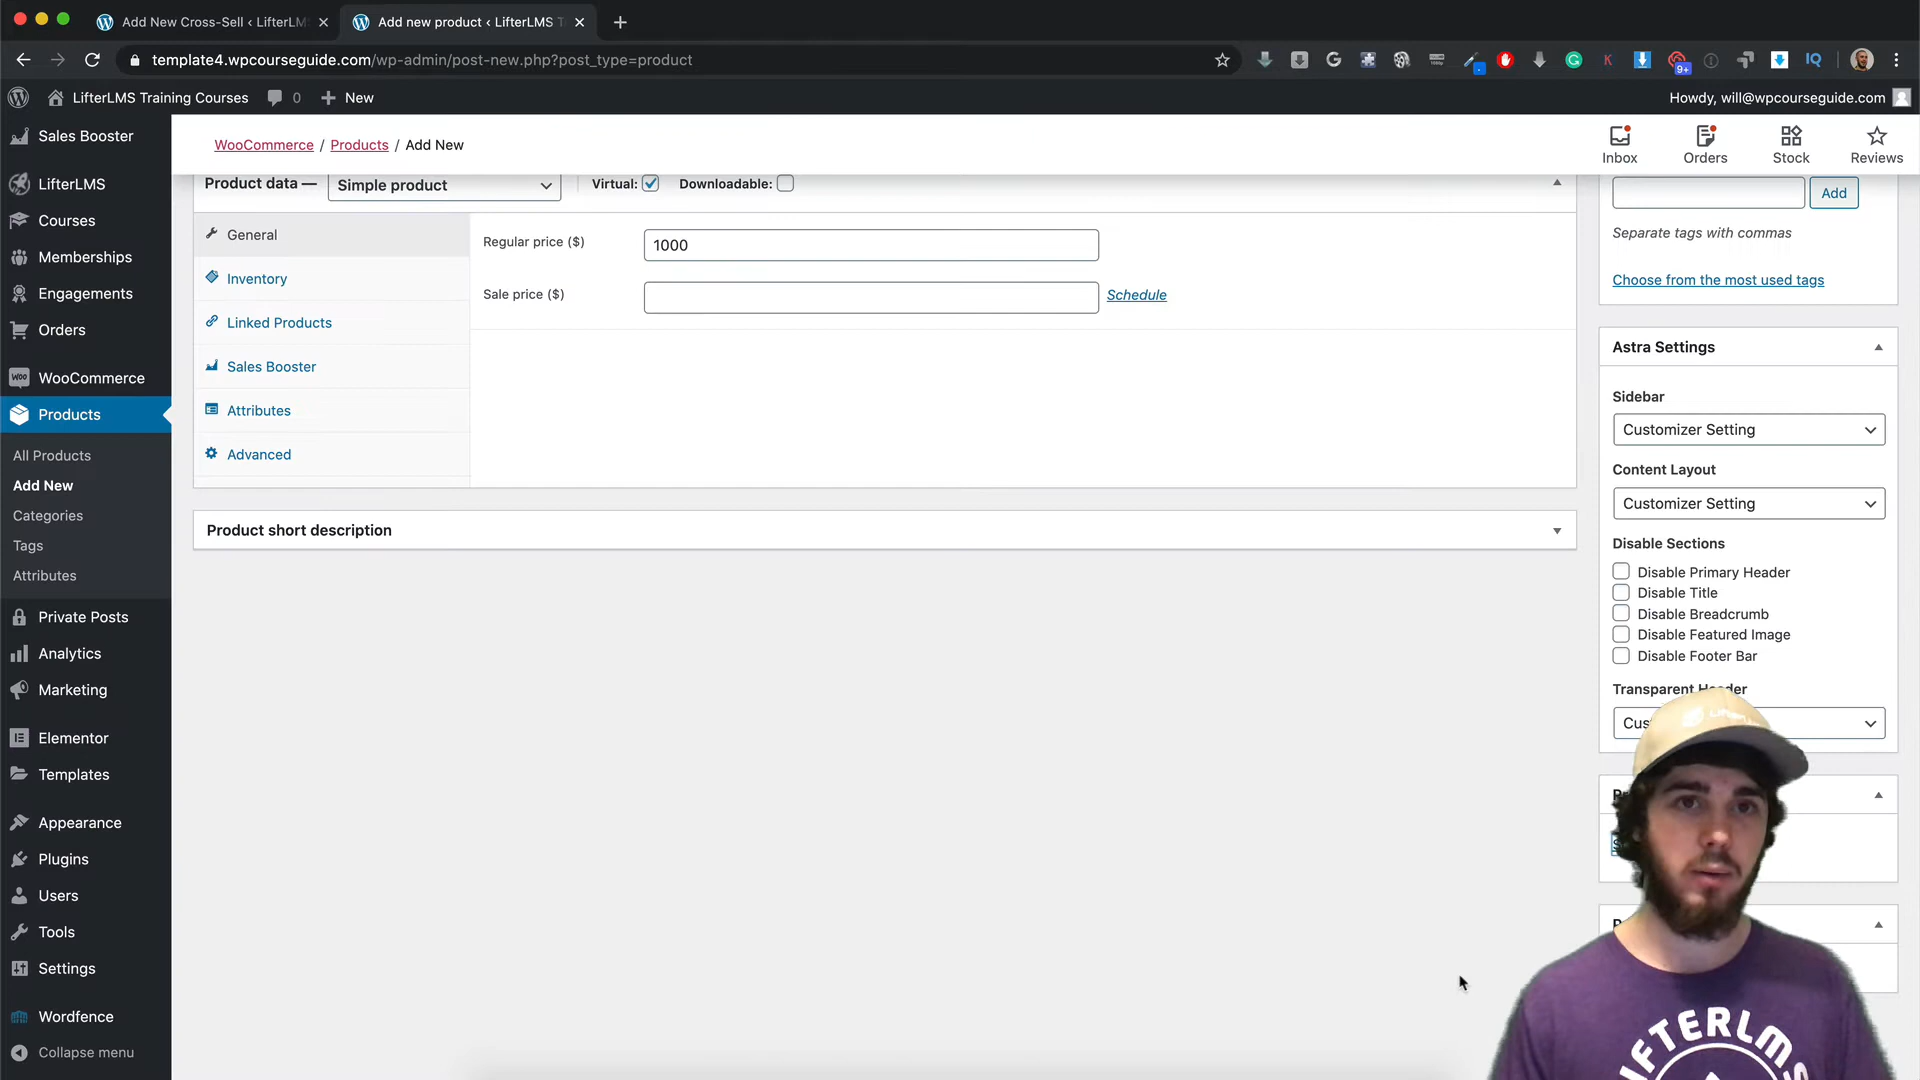 Add New Cross-Sell ‹ LifterLM
Add new product ‹ LifterLMS T
template4.wpcourseguide.com/wp-admin/post-new.php?post_type=product
9+
IQ
LifterLMS Training Courses
0
New
Howdy, will@wpcourseguide.com
Sales Booster
LifterLMS
Courses
Memberships
Engagements
Orders
WooCommerce
Products
All Products
Add New
Categories
Tags
Attributes
Private Posts
Analytics
Marketing
Elementor
Templates
Appearance
Plugins
Users
Tools
Settings
Wordfence
Collapse menu
WooCommerce / Products / Add New
Inbox
Orders
Stock
Reviews
Product data —
Simple product
Virtual:
Downloadable:
General
Inventory
Linked Products
Sales Booster
Attributes
Advanced
Regular price ($)
1000
Sale price ($)
Schedule
Product short description
Add
Separate tags with commas
Choose from the most used tags
Astra Settings
Sidebar
Customizer Setting
Content Layout
Customizer Setting
Disable Sections
Disable Primary Header
Disable Title
Disable Breadcrumb
Disable Featured Image
Disable Footer Bar
Transparent He der
Cus
IFTERLMS